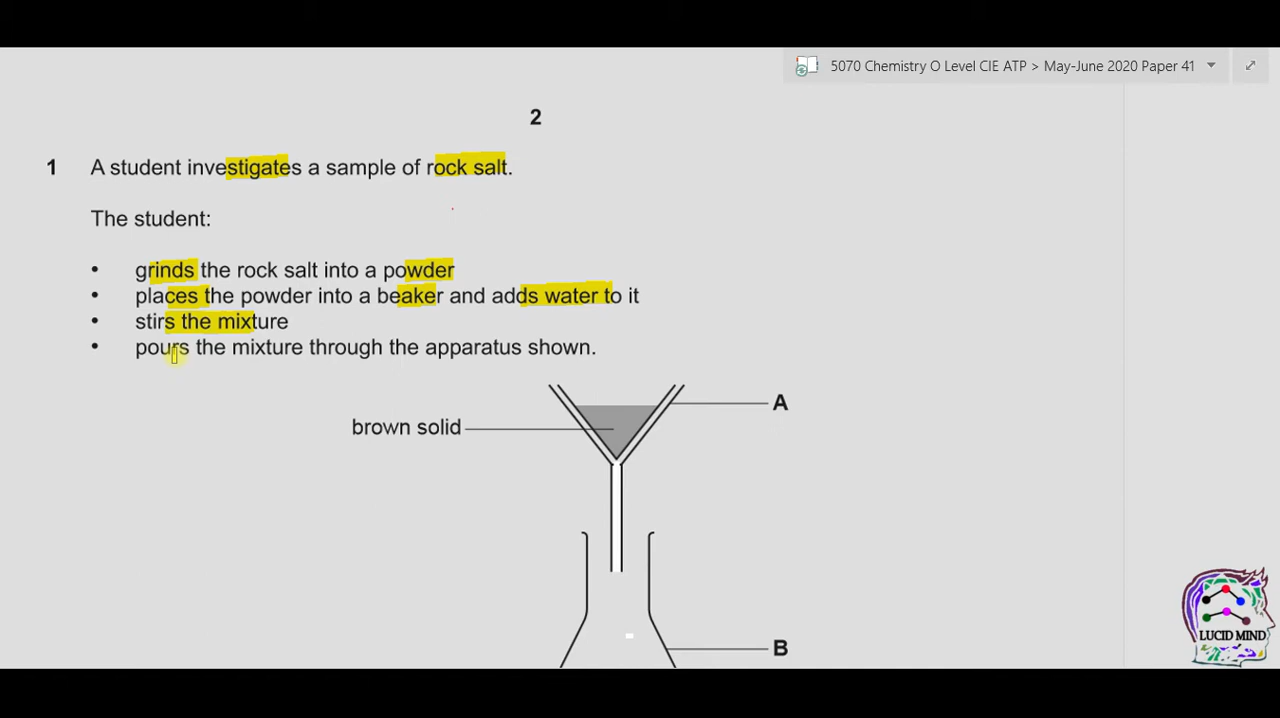 5070 Chemistry O Level CIE ATP > May-June 2020 Paper 41
2
1 A student investigates a sample of rock salt.
The student:
• grinds the rock salt into a powder
• places the powder into a beaker and adds water to it
• stirs the mixture
• pours the mixture through the apparatus shown.
A
brown solid
LUCID MIND
B